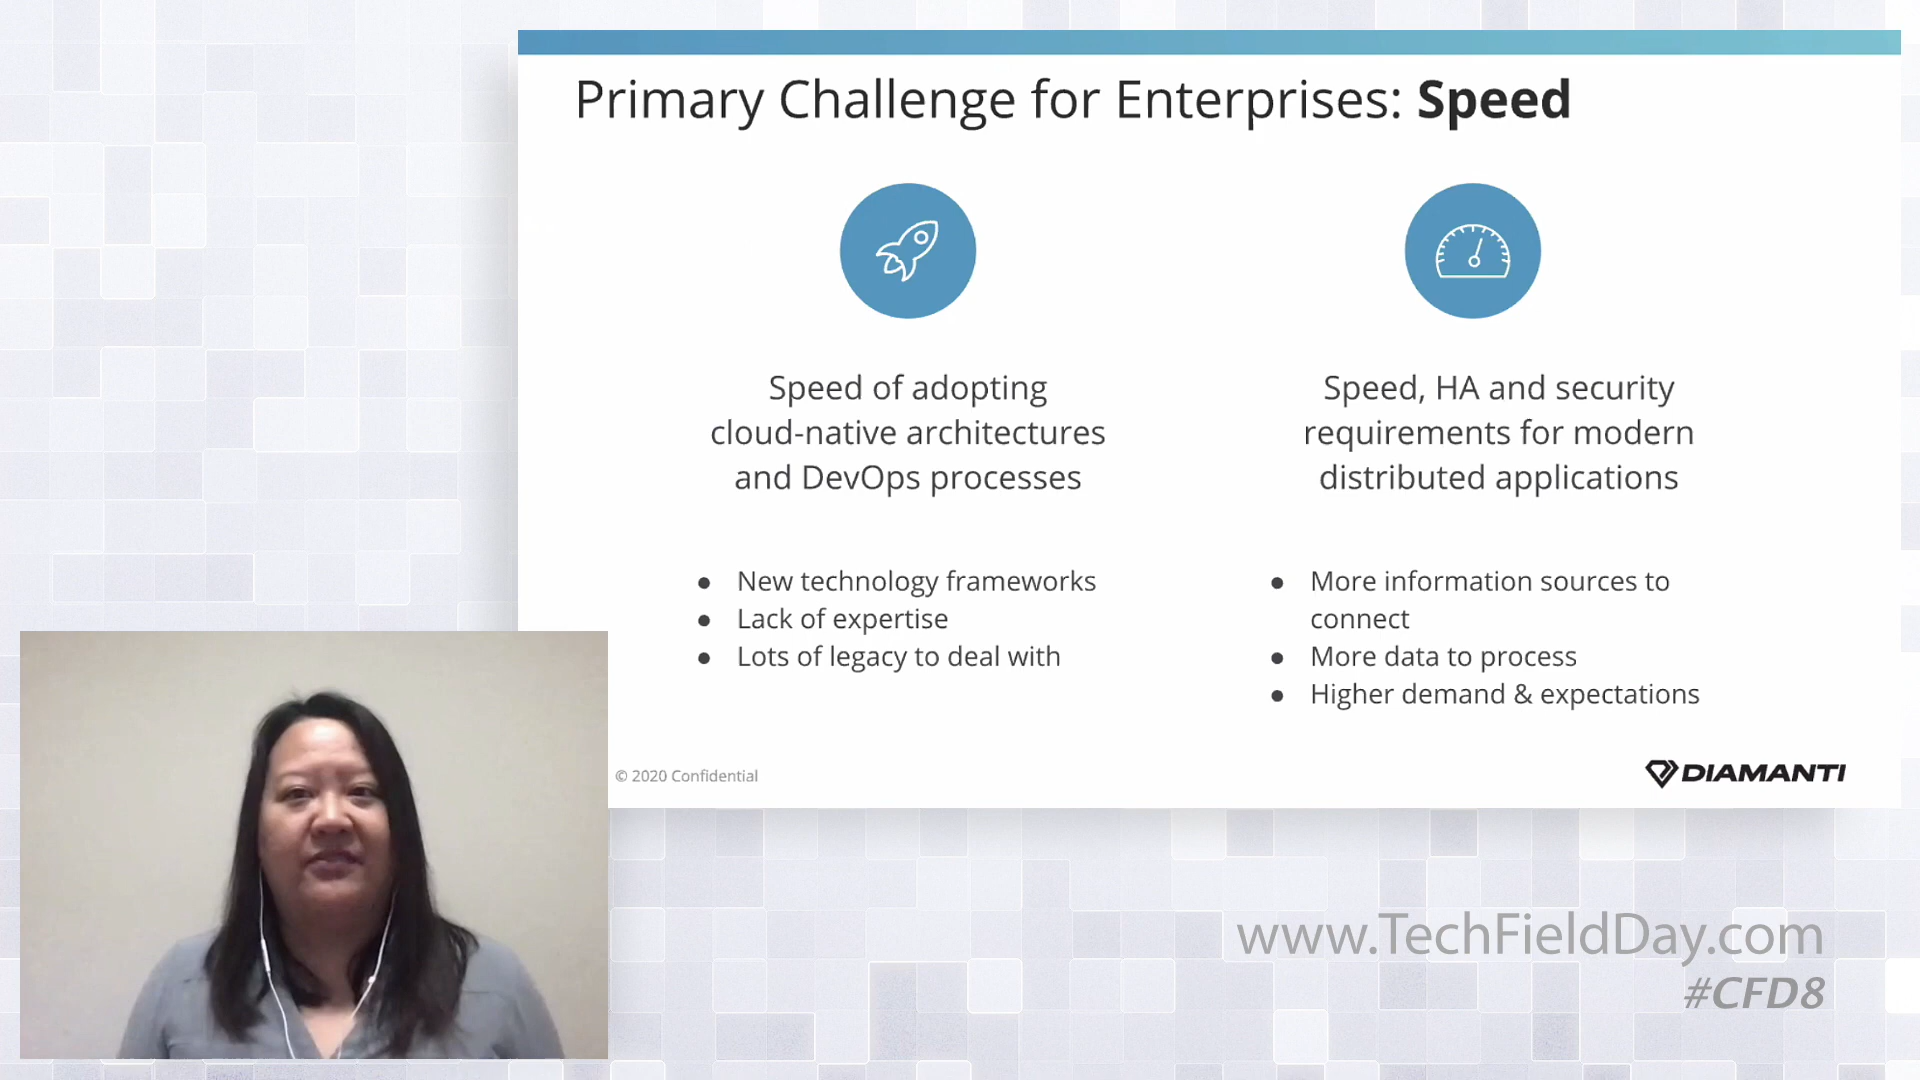 Primary Challenge for Enterprises: Speed
Speed of adopting
cloud-native architectures
and DevOps processes
● New technology frameworks
● Lack of expertise
● Lots of legacy to deal with
Speed, HA and security
requirements for modern
distributed applications
● More information sources to
connect
● More data to process
● Higher demand & expectations
© 2020 Confidential
DIAMANTI
www.TechFieldDay.com
#CFD8